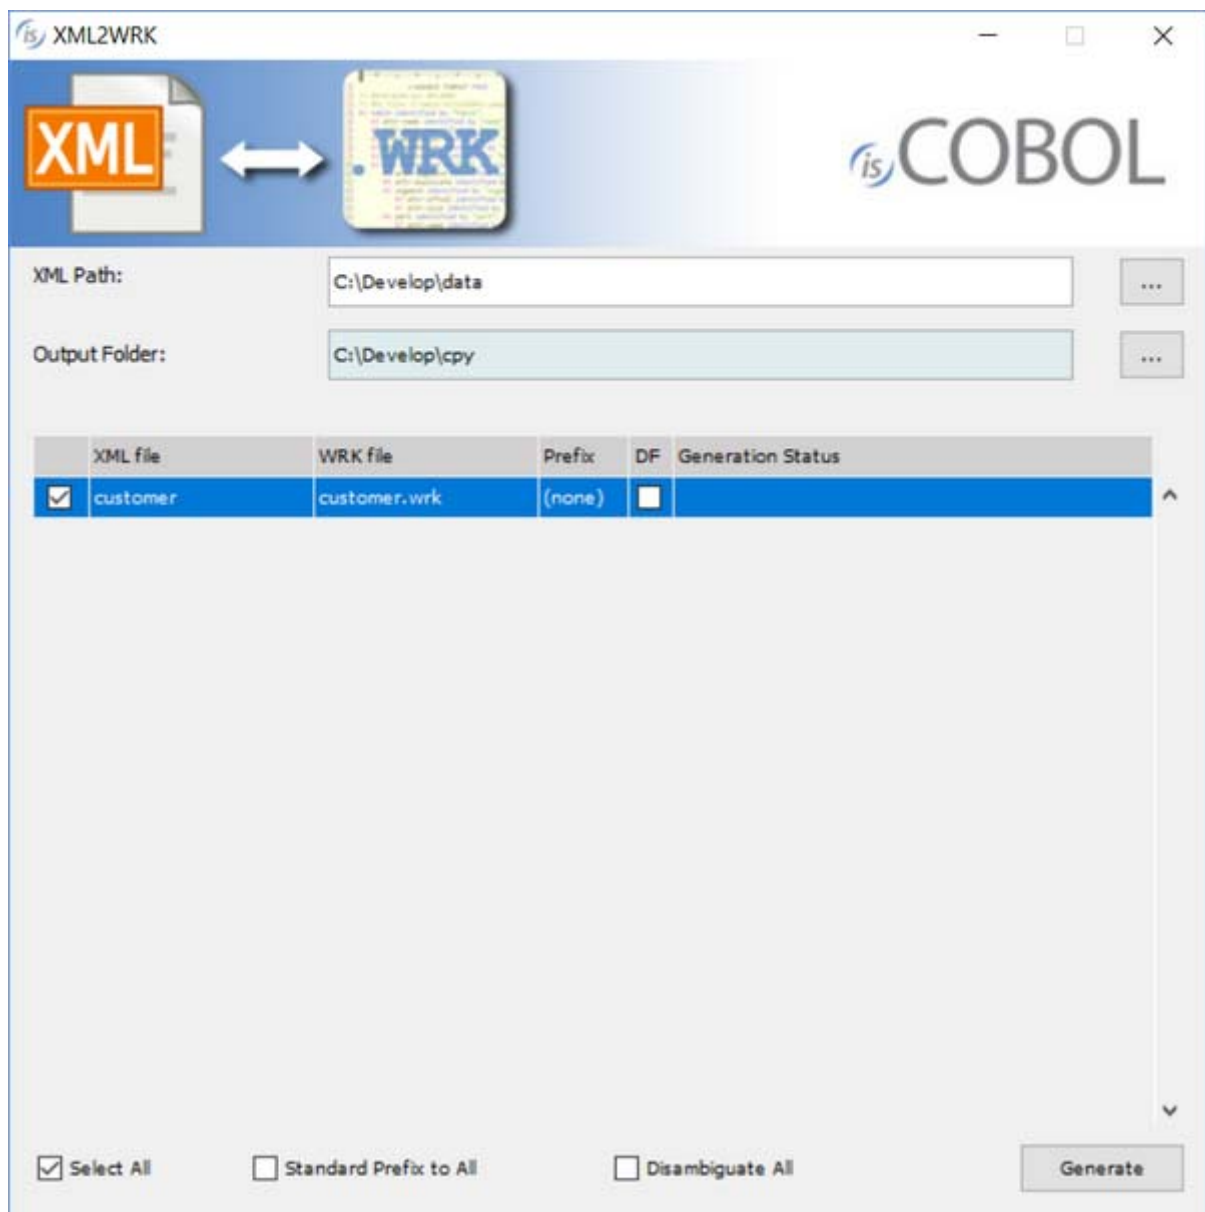 XML2WRK
XML
.WRK
isCOBOL
XML Path:
C:\Develop\data
...
Output Folder:
C:\Develop\cpy
...
XML file WRK file Prefix DF Generation Status
customer customer.wrk (none)
Select All Standard Prefix to All Disambiguate All Generate